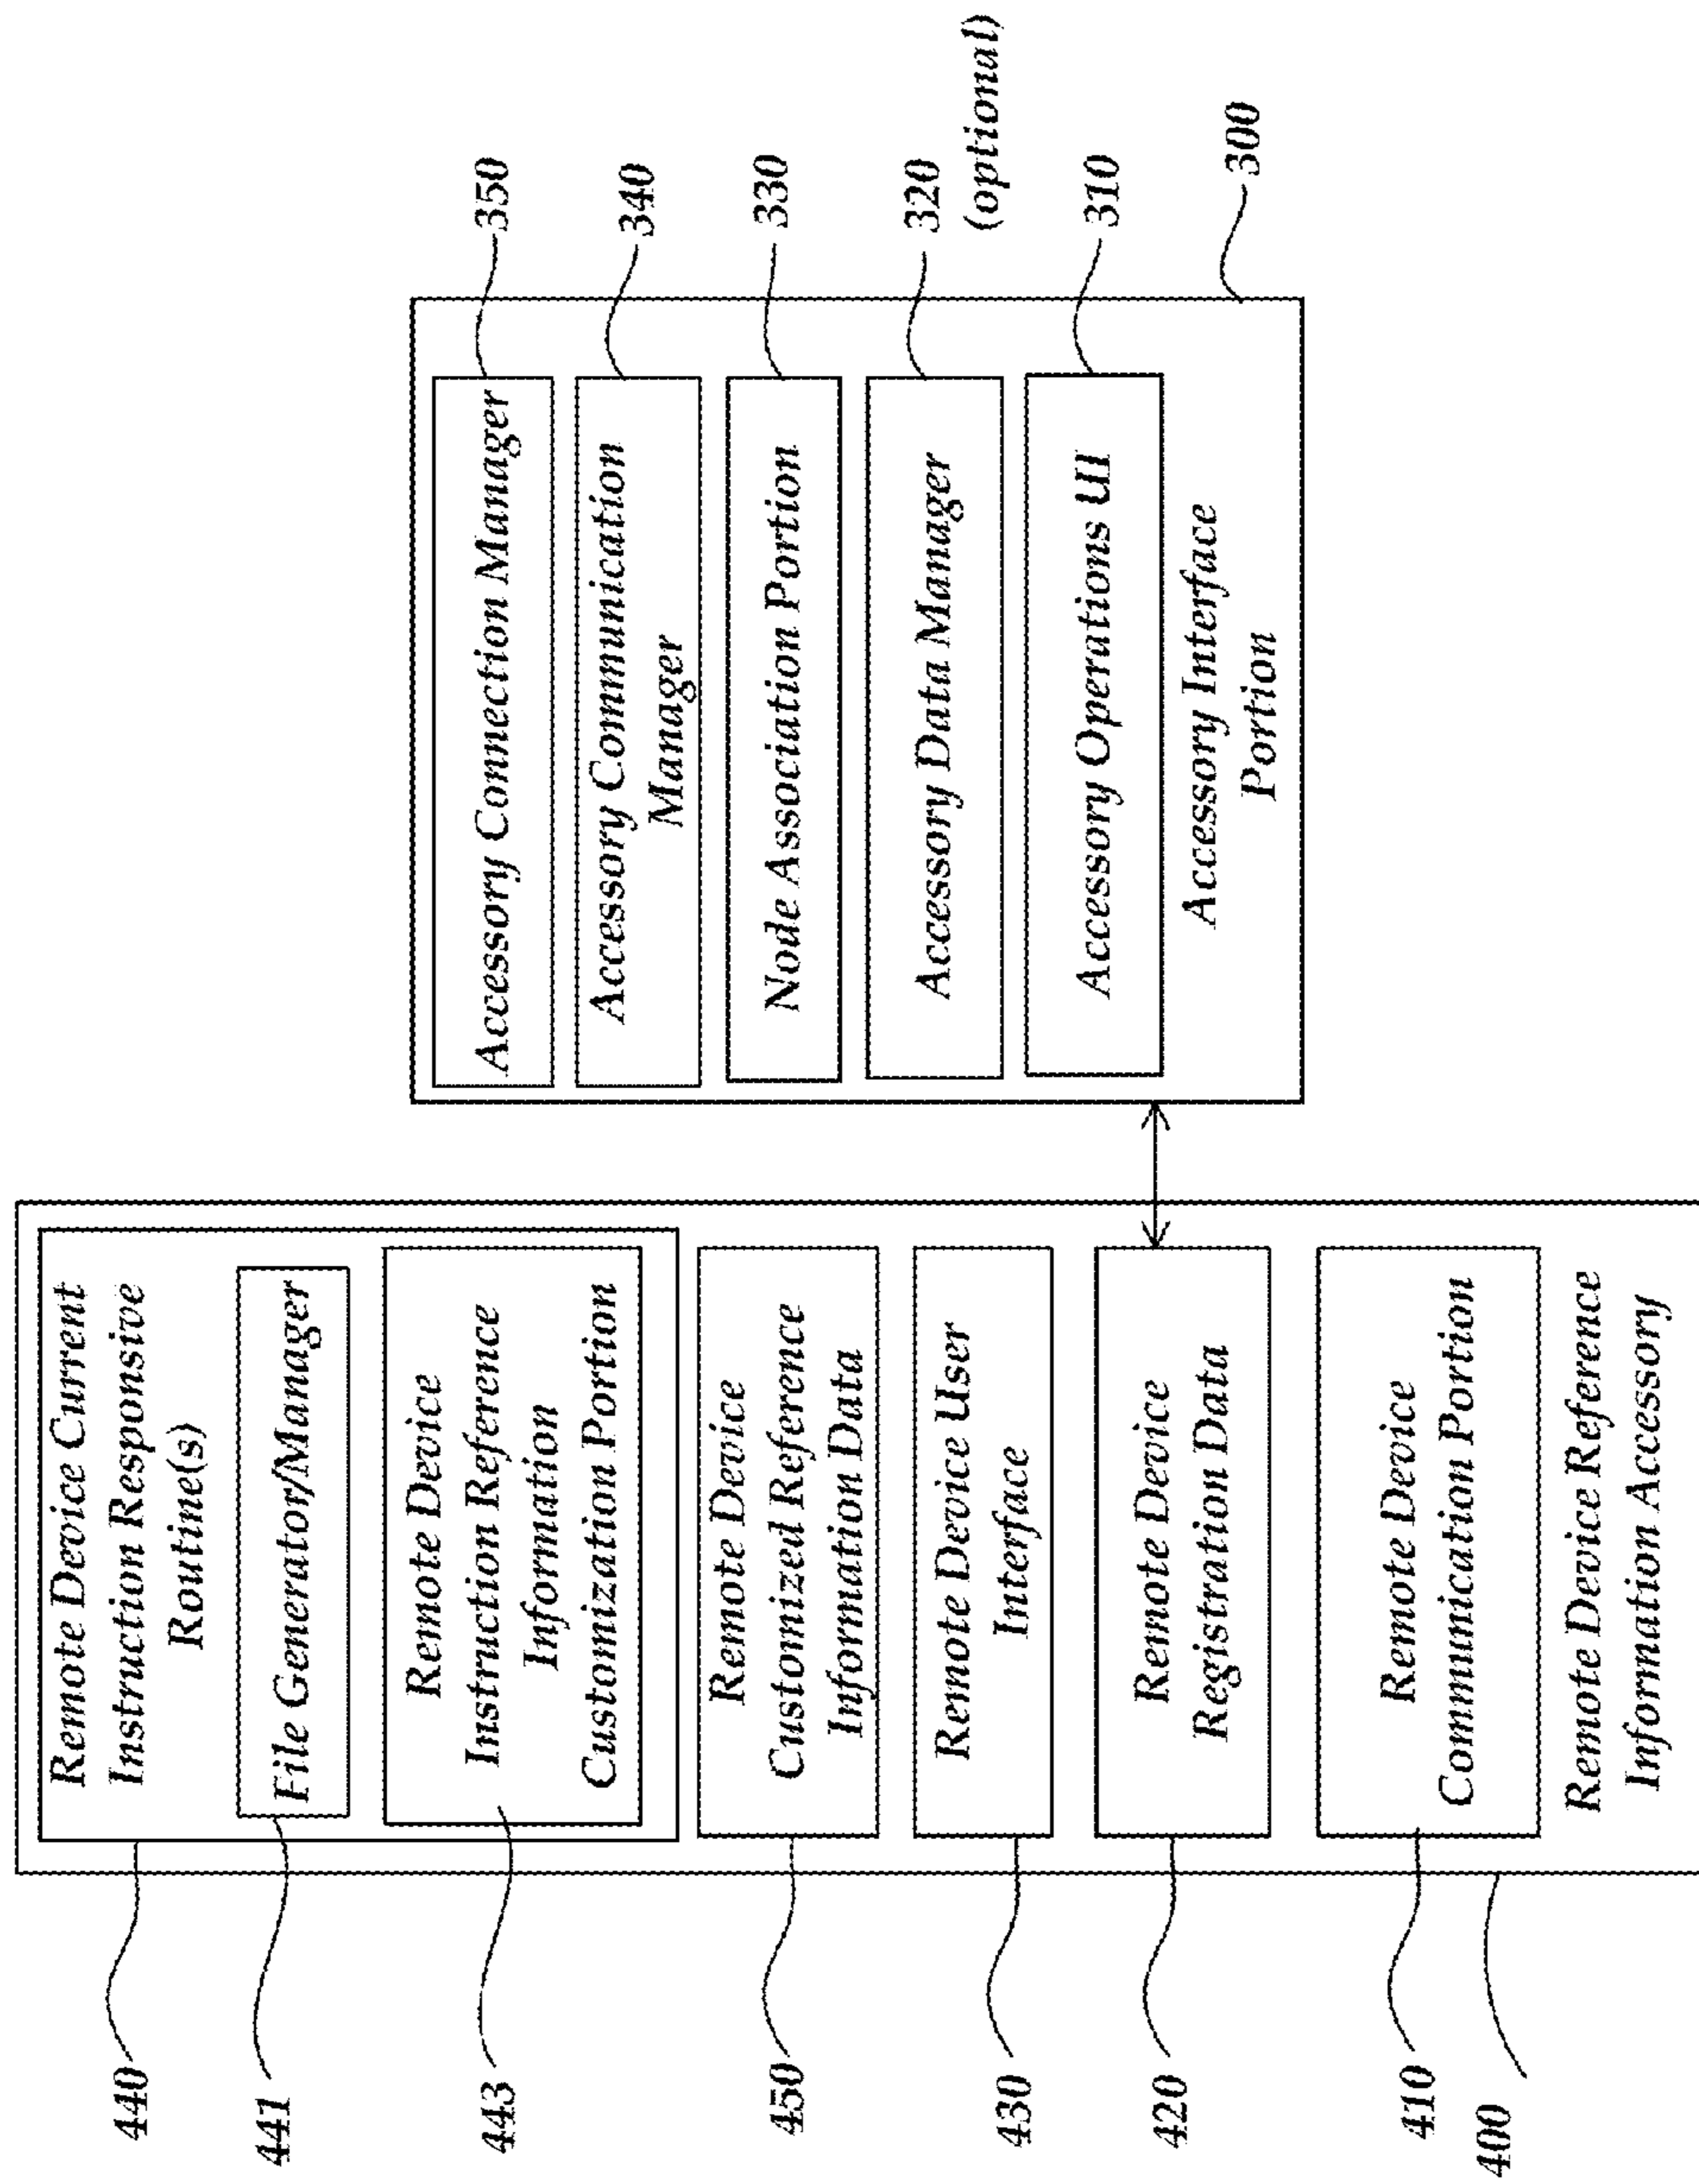 440
Remote Device Current
Instruction Responsive
Routine(s)
441
File Generator/Manager
443
Remote Device
Instruction Reference
Information
Customization Portion
450
Remote Device
Customized Reference
Information Data
430
Remote Device User
Interface
420
Remote Device
Registration Data
410
Remote Device
Communication Portion
400
Remote Device Reference
Information Accessory
Accessory Connection Manager
350
Accessory Communication
Manager
340
Node Association Portion
330
Accessory Data Manager
320
(optional)
Accessory Operations UI
310
Accessory Interface
Portion
300